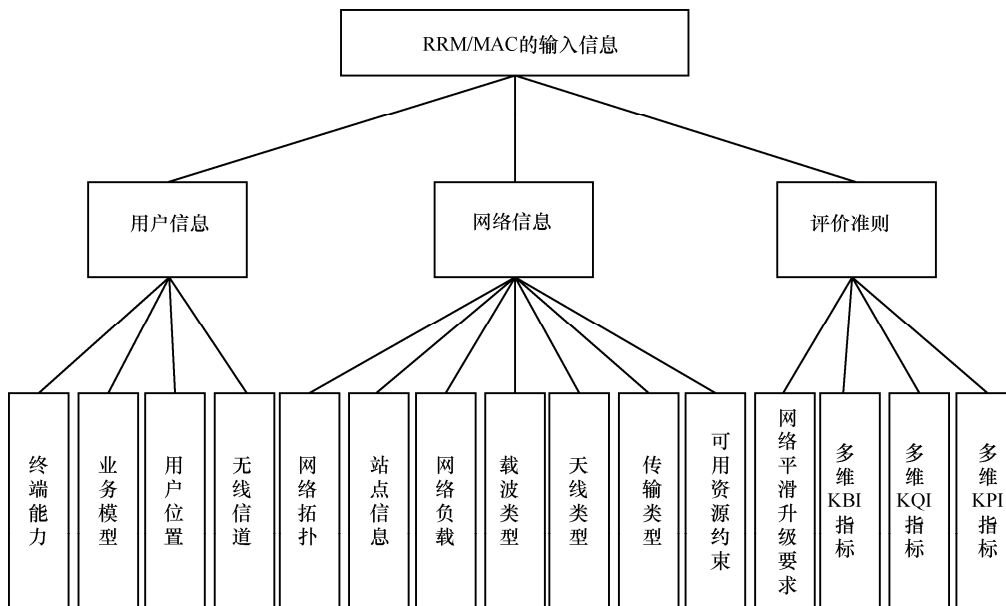 RRM/MAC的输入信息
用户信息
网络信息
评价准则
终端能力
业务模型
用户位置
无线信道
网络拓扑
站点信息
网络负载
载波类型
天线类型
传输类型
可用资源约束
网络平滑升级要求
多维KBI指标
多维KQI指标
多维KPI指标